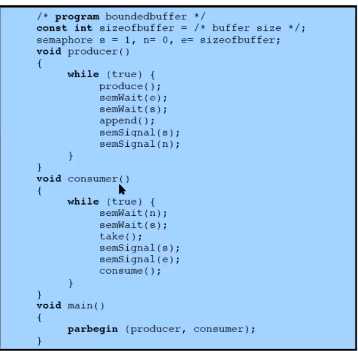 /* program boundedbuffer */
const int sizeofbuffer = /* buffer size */;
semaphore s = 1, n= 0, e= sizeofbuffer;
void producer()
{
while (true) {
produce();
semWait(e);
semWait(s);
append();
semSignal(s);
semSignal(n);
}
}
void consumer()
{
while (true) {
semWait(n);
semWait(s);
take();
semSignal(s);
semSignal(e);
consume();
}
}
void main()
{
parbegin (producer, consumer);
}